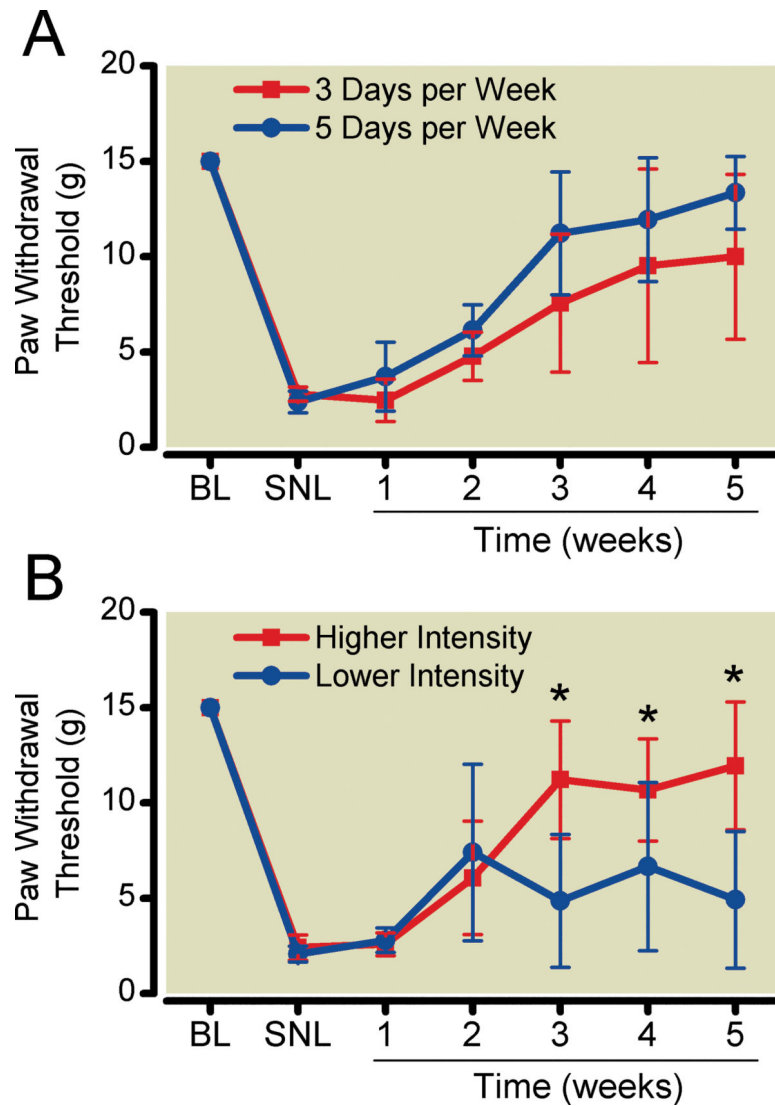 A
20
15
10
5
0
Paw Withdrawal
Threshold (g)
3 Days per Week
5 Days per Week
BL SNL 1 2 3 4 5
Time (weeks)
B
20
15
10
5
0
Paw Withdrawal
Threshold (g)
Higher Intensity
Lower Intensity
* * *
BL SNL 1 2 3 4 5
Time (weeks)